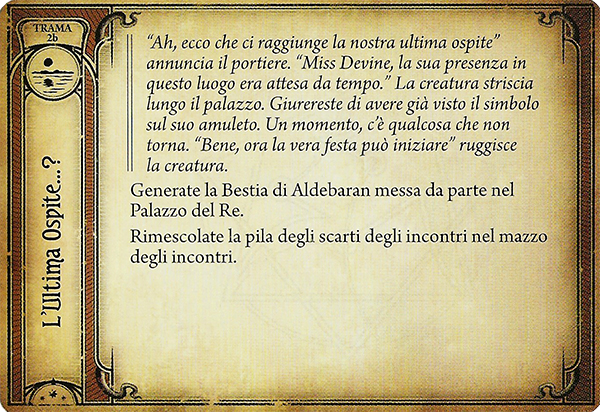 TRAMA
2b
L'Ultima Ospite...?
“Ah, ecco che ci raggiunge la nostra ultima ospite”
annuncia il portiere. “Miss Devine, la sua presenza in
questo luogo era attesa da tempo.” La creatura striscia
lungo il palazzo. Giurereste di avere già visto il simbolo
sul suo amuleto. Un momento, c’è qualcosa che non
torna. “Bene, ora la vera festa può iniziare” ruggisce
la creatura.
Generate la Bestia di Aldebaran messa da parte nel
Palazzo del Re.
Rimescolate la pila degli scarti degli incontri nel mazzo
degli incontri.